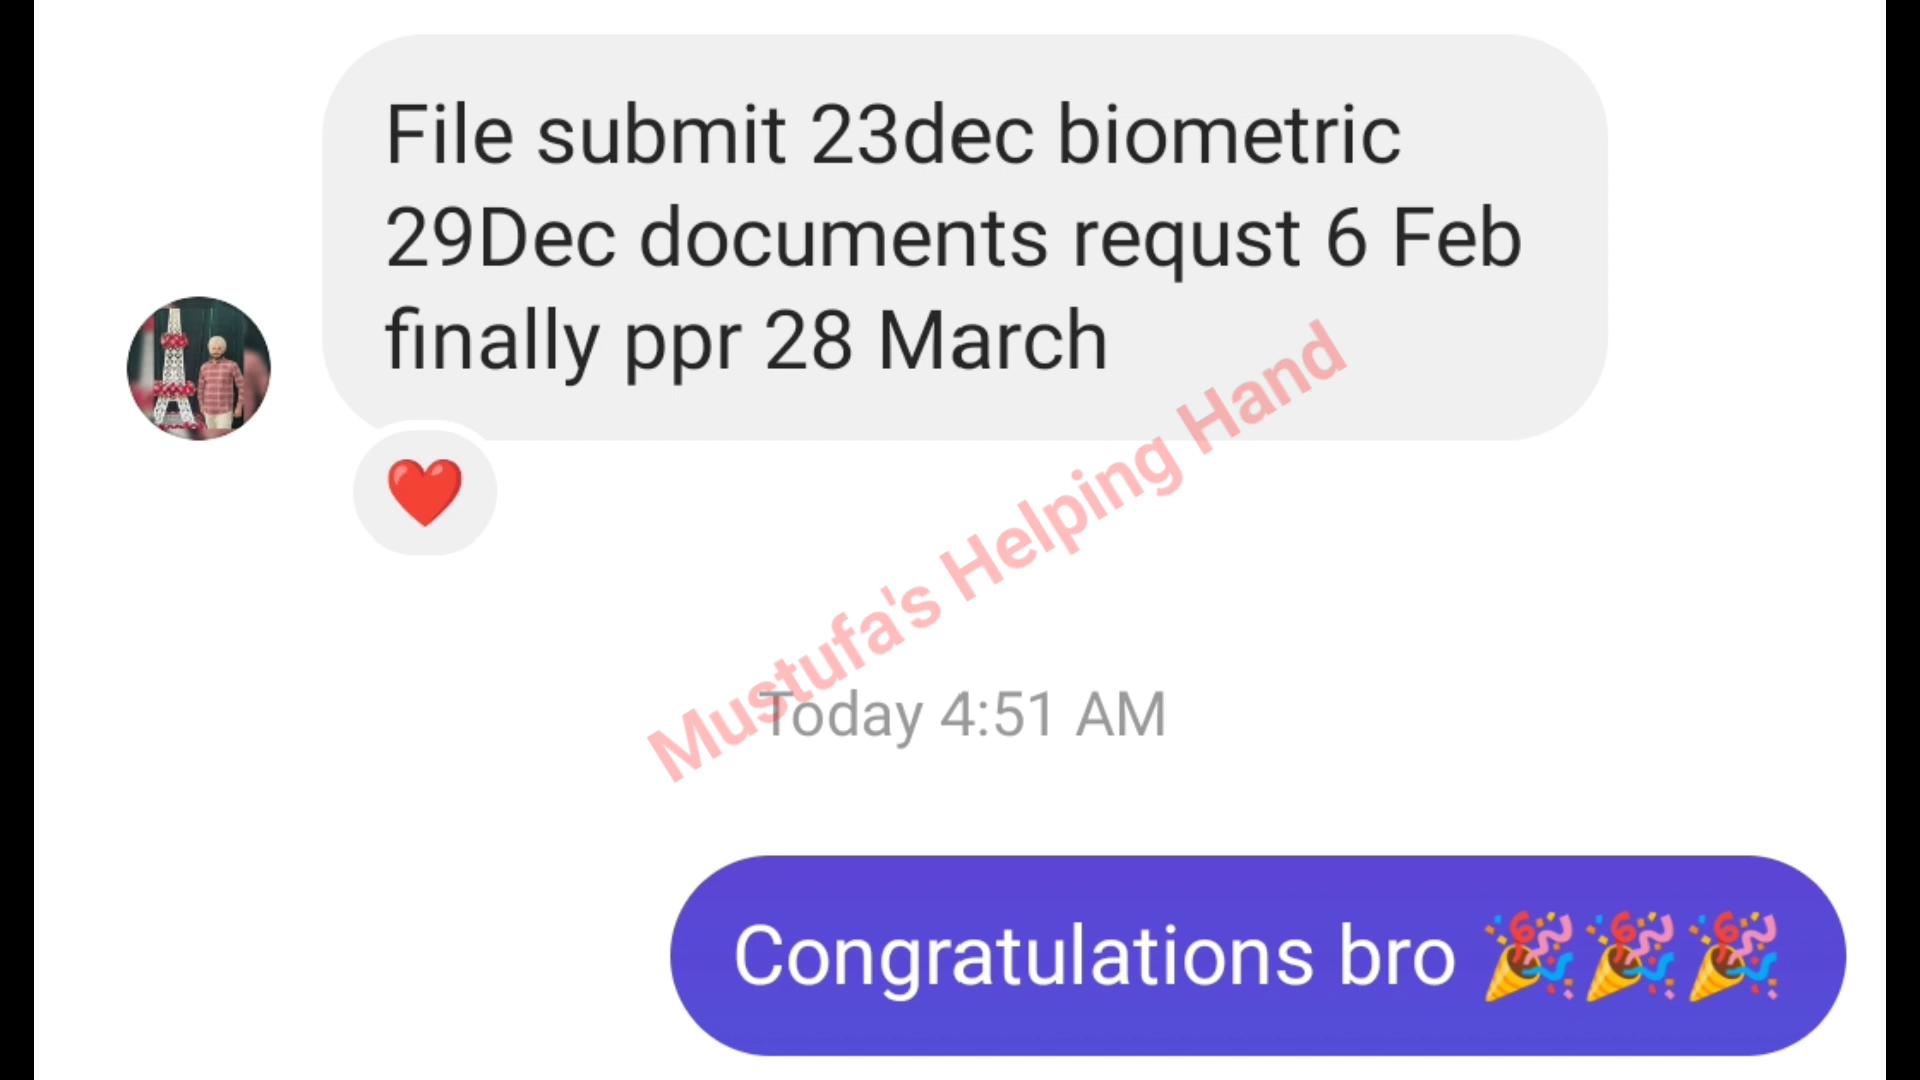 File submit 23dec biometric
29Dec documents requst 6 Feb
finally ppr 28 March
❤️
Mustufa's Helping Hand
Today 4:51 AM
Congratulations bro 🎉🎉🎉